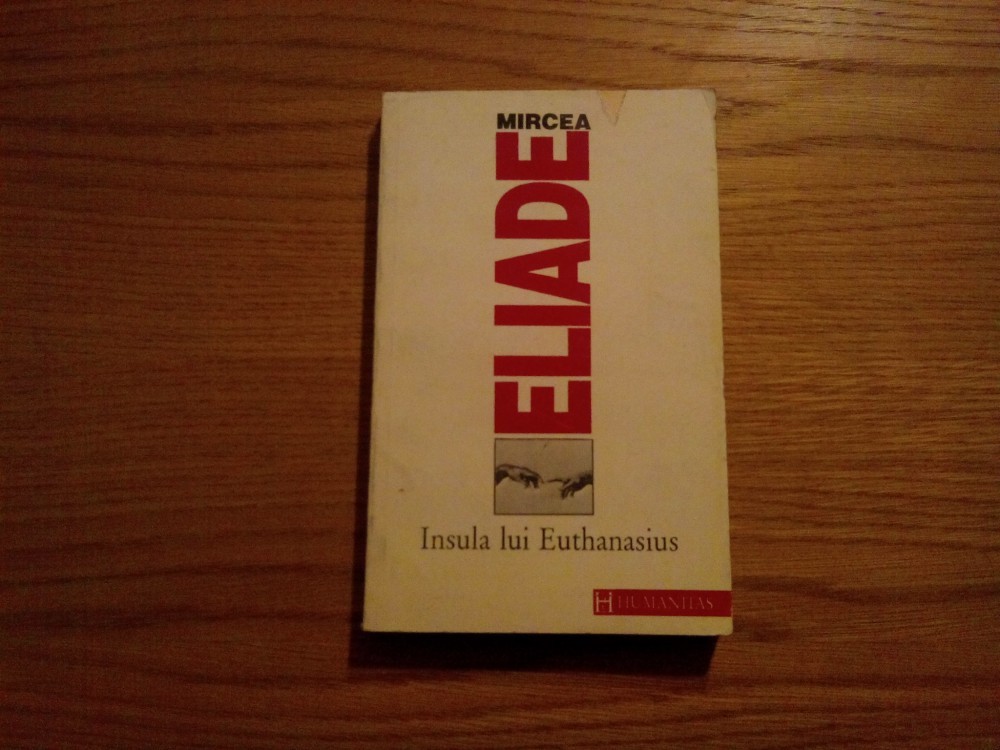 MIRCEA
ELIADE
Insula lui Euthanasius
HUMANITAS